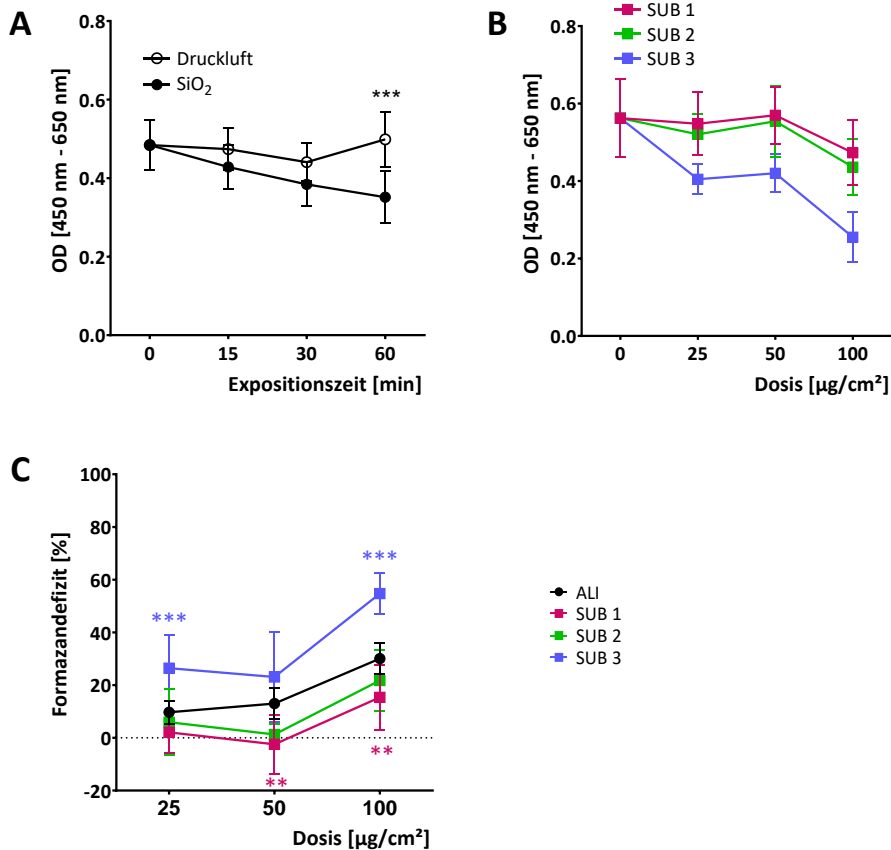 A
0.8
0.6
0.4
0.2
0.0
OD [450 nm - 650 nm]
Druckluft
SiO₂
***
0 15 30 60
Expositionszeit [min]
B
SUB 1
SUB 2
SUB 3
0.8
0.6
0.4
0.2
0.0
OD [450 nm - 650 nm]
0 25 50 100
Dosis [µg/cm²]
C
100
80
60
40
20
0
-20
Formazandefizit [%]
***
***
**
**
25 50 100
Dosis [µg/cm²]
ALI
SUB 1
SUB 2
SUB 3